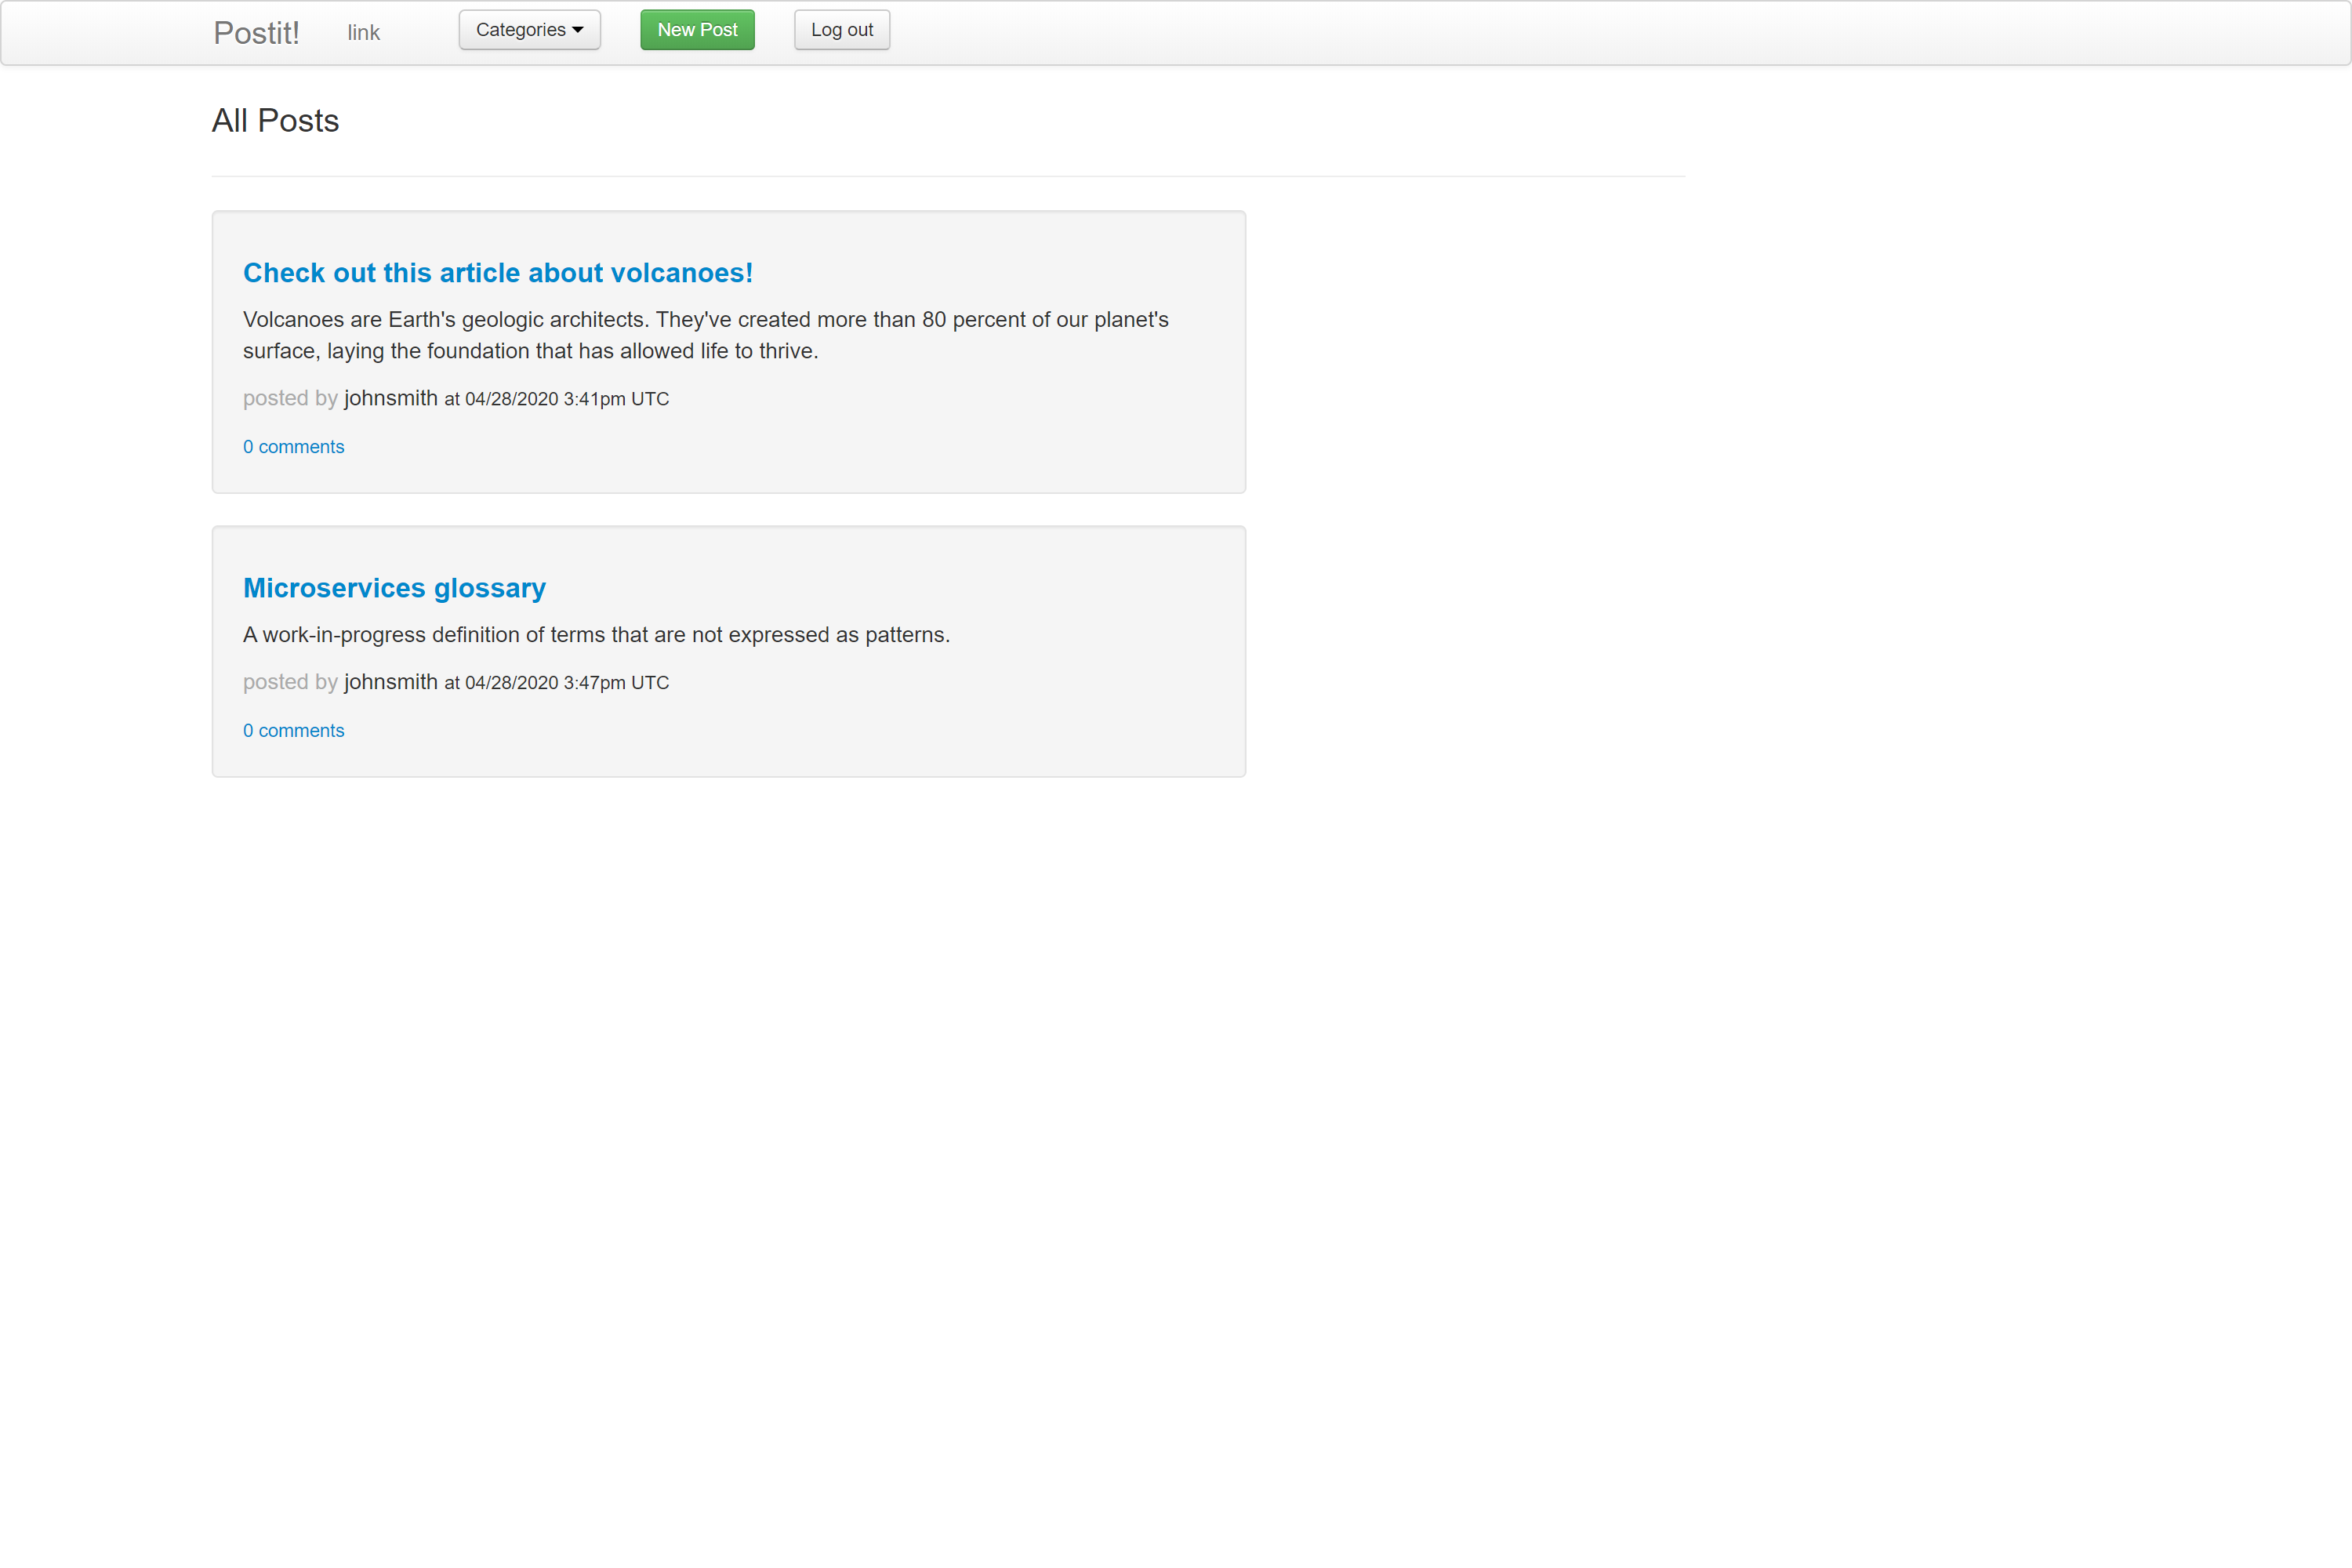 Postit! link Categories New Post Log out
All Posts
Check out this article about volcanoes!
Volcanoes are Earth's geologic architects. They've created more than 80 percent of our planet's
surface, laying the foundation that has allowed life to thrive.
posted by johnsmith at 04/28/2020 3:41pm UTC
0 comments
Microservices glossary
A work-in-progress definition of terms that are not expressed as patterns.
posted by johnsmith at 04/28/2020 3:47pm UTC
0 comments